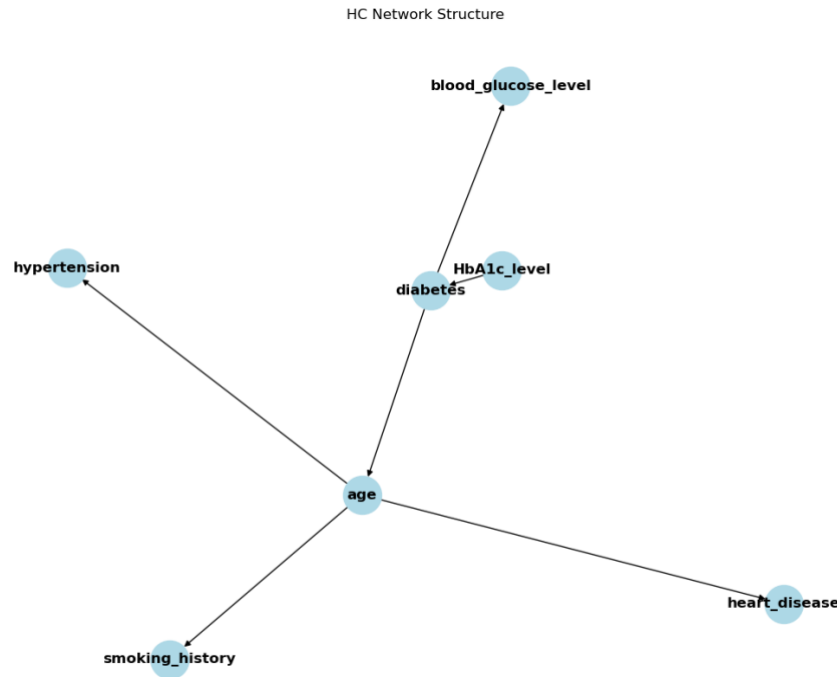 HC Network Structure
blood_glucose_level
hypertension
HbA1c_level
diabetes
age
heart_disease
smoking_history